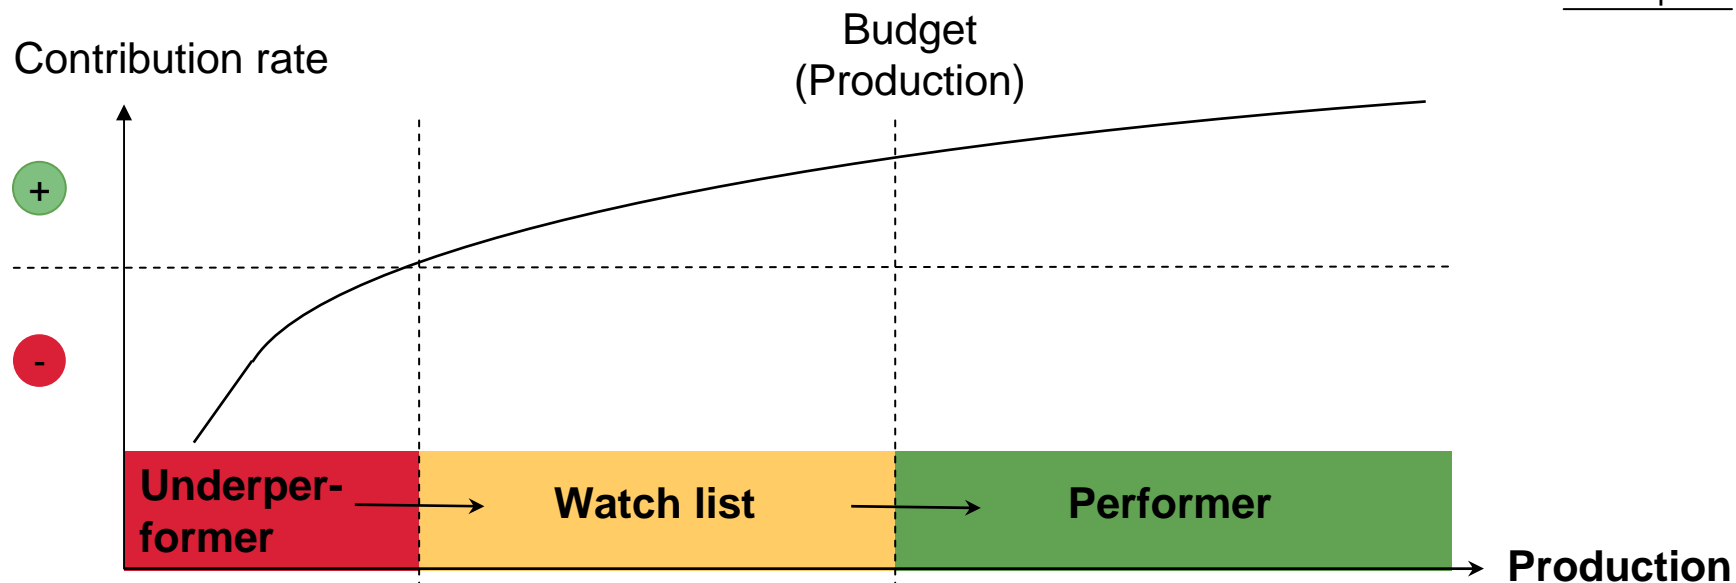 Contribution rate
Budget
(Production)
+
-
Underper-
former
Watch list
Performer
Production